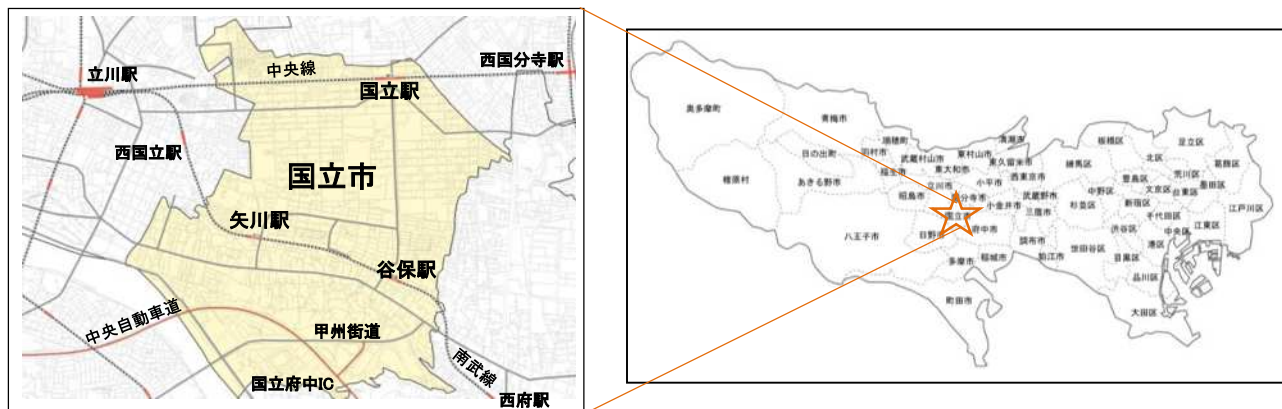 西国分寺駅
立川駅
中央線
国立駅
西国立駅
国立市
矢川駅
谷保駅
中央自動車道
甲州街道
南武線
国立府中IC
西府駅
奥多摩町
青梅市
清瀬市
板橋区
足立区
瑞穂町
日の出町
羽村市
武蔵村山市
東村山市
東久留米市
練馬区
北区
葛飾区
檜原村
あきる野市
福生市
東大和市
西東京市
豊島区
荒川区
昭島市
立川市
小平市
中野区
文京区
台東区
墨田区
国分寺市
小金井市
武蔵野市
杉並区
新宿区
江戸川区
国立市
三鷹市
千代田区
八王子市
日野市
府中市
調布市
世田谷区
渋谷区
中央区
江東区
港区
多摩市
稲城市
狛江市
目黒区
品川区
町田市
大田区